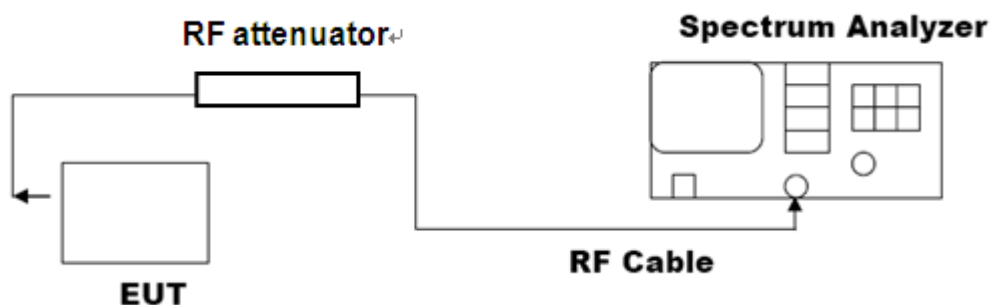 RF attenuator↵
Spectrum Analyzer
RF Cable
EUT